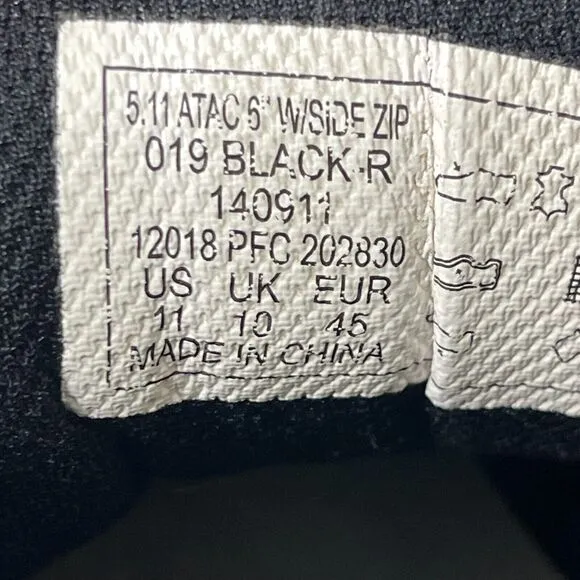 5.11 ATAC 6" W/SiDE ZIP
019 BLACK-R
140911
12018 PFC 202830
US UK EUR
11 10 45
MADE IN CHINA